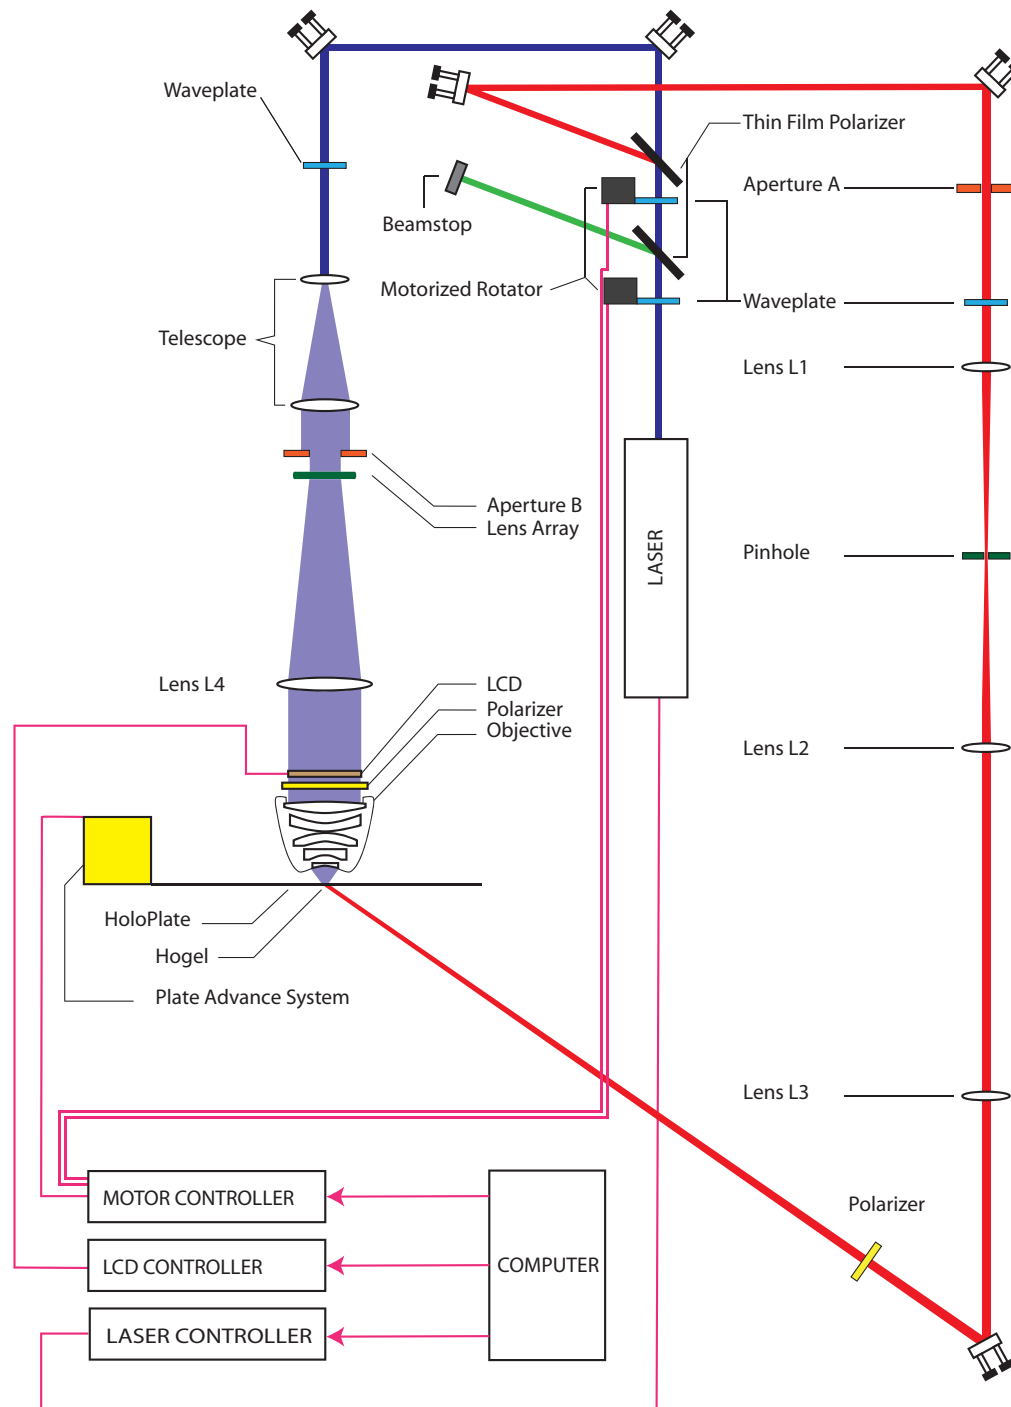 Waveplate
Thin Film Polarizer
Aperture A
Beamstop
Motorized Rotator
Waveplate
Telescope
Lens L1
Aperture B
Lens Array
LASER
Pinhole
Lens L4
LCD
Polarizer
Objective
Lens L2
HoloPlate
Hogel
Plate Advance System
Lens L3
MOTOR CONTROLLER
Polarizer
LCD CONTROLLER
COMPUTER
LASER CONTROLLER